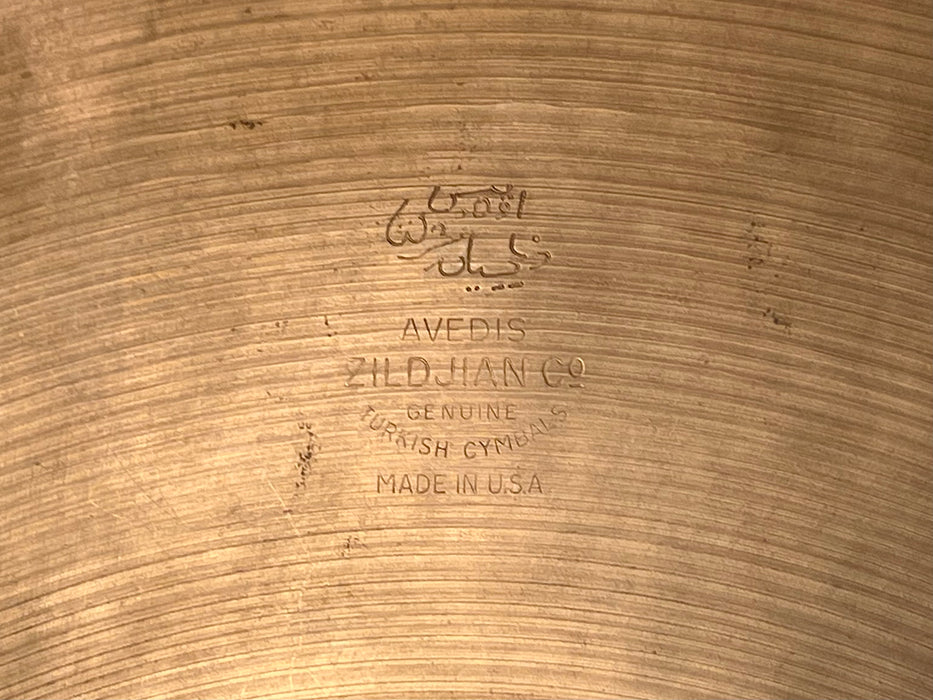 AVEDIS
ZILDJIAN Cº
GENUINE
TURKISH CYMBALS
MADE IN U.S.A